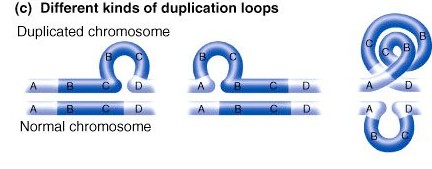 (c) Different kinds of duplication loops
Duplicated chromosome
B C
A B C D
A B C D
Normal chromosome
B C
A B C D
A B C D
C C B B
A D
A D
B C